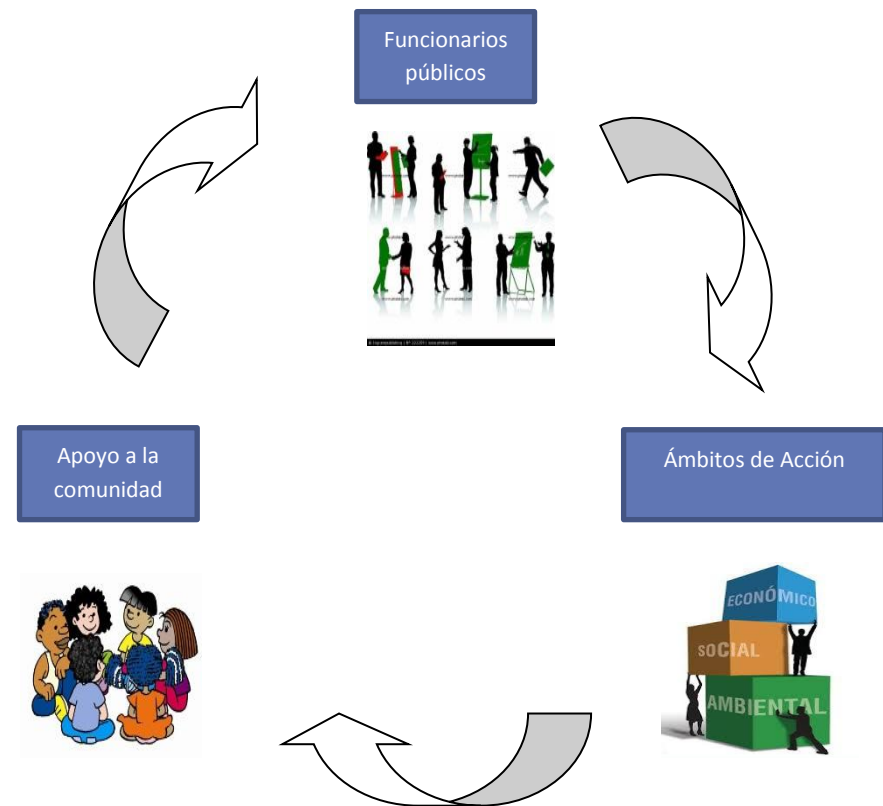 Funcionarios
públicos
Apoyo a la
comunidad
Ámbitos de Acción
ECONÓMICO
SOCIAL
AMBIENTAL